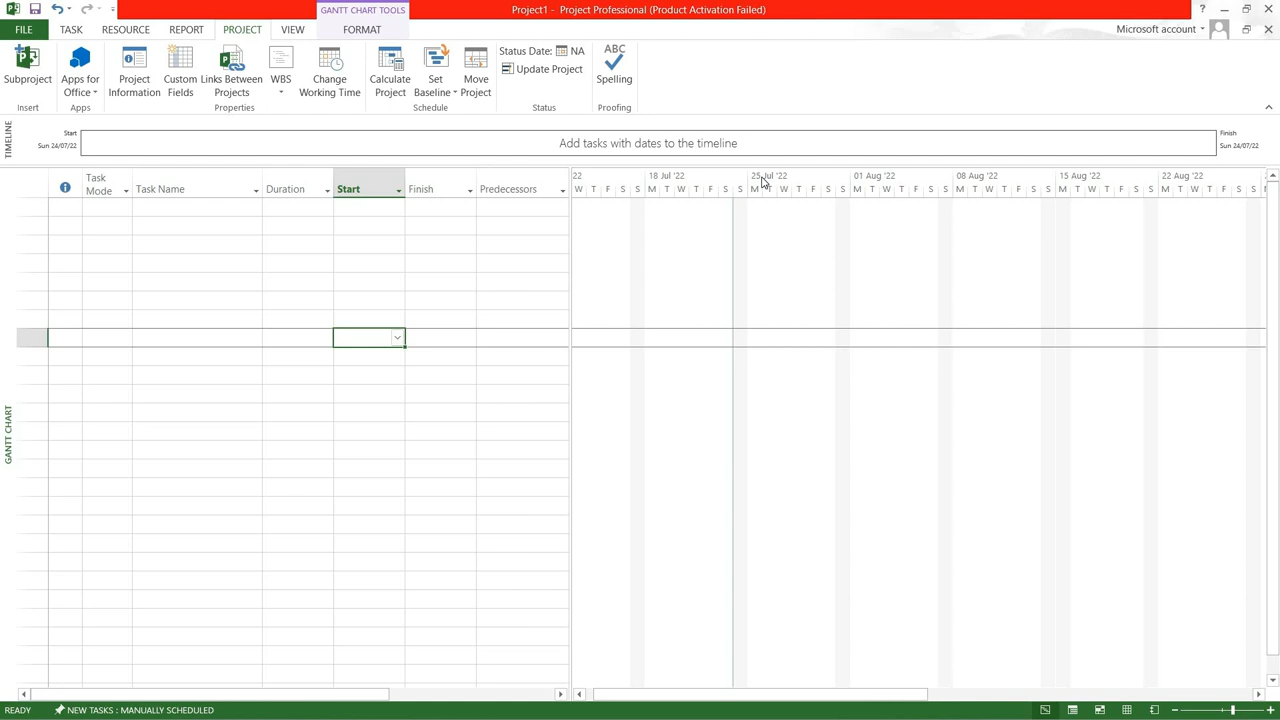 GANTT CHART TOOLS
Project1 - Project Professional (Product Activation Failed)
FILE TASK RESOURCE REPORT PROJECT VIEW FORMAT Microsoft account
Subproject
Apps for Office
Project Information
Custom Fields
Links Between Projects
WBS
Change Working Time
Calculate Project
Set Baseline
Move Project
Status Date: NA
Update Project
ABC
Spelling
Insert Apps Properties Schedule Status Proofing
TIMELINE
Start
Sun 24/07/22
Add tasks with dates to the timeline
Finish
Sun 24/07/22
Task Mode Task Name Duration Start Finish Predecessors
22 18 Jul '22 25 Jul '22 01 Aug '22 08 Aug '22 15 Aug '22 22 Aug '22
W T F S S M T W T F S S M T W T F S S M T W T F S S M T W T F S S M T W T F S S M T W T F S S
GANTT CHART
READY NEW TASKS : MANUALLY SCHEDULED